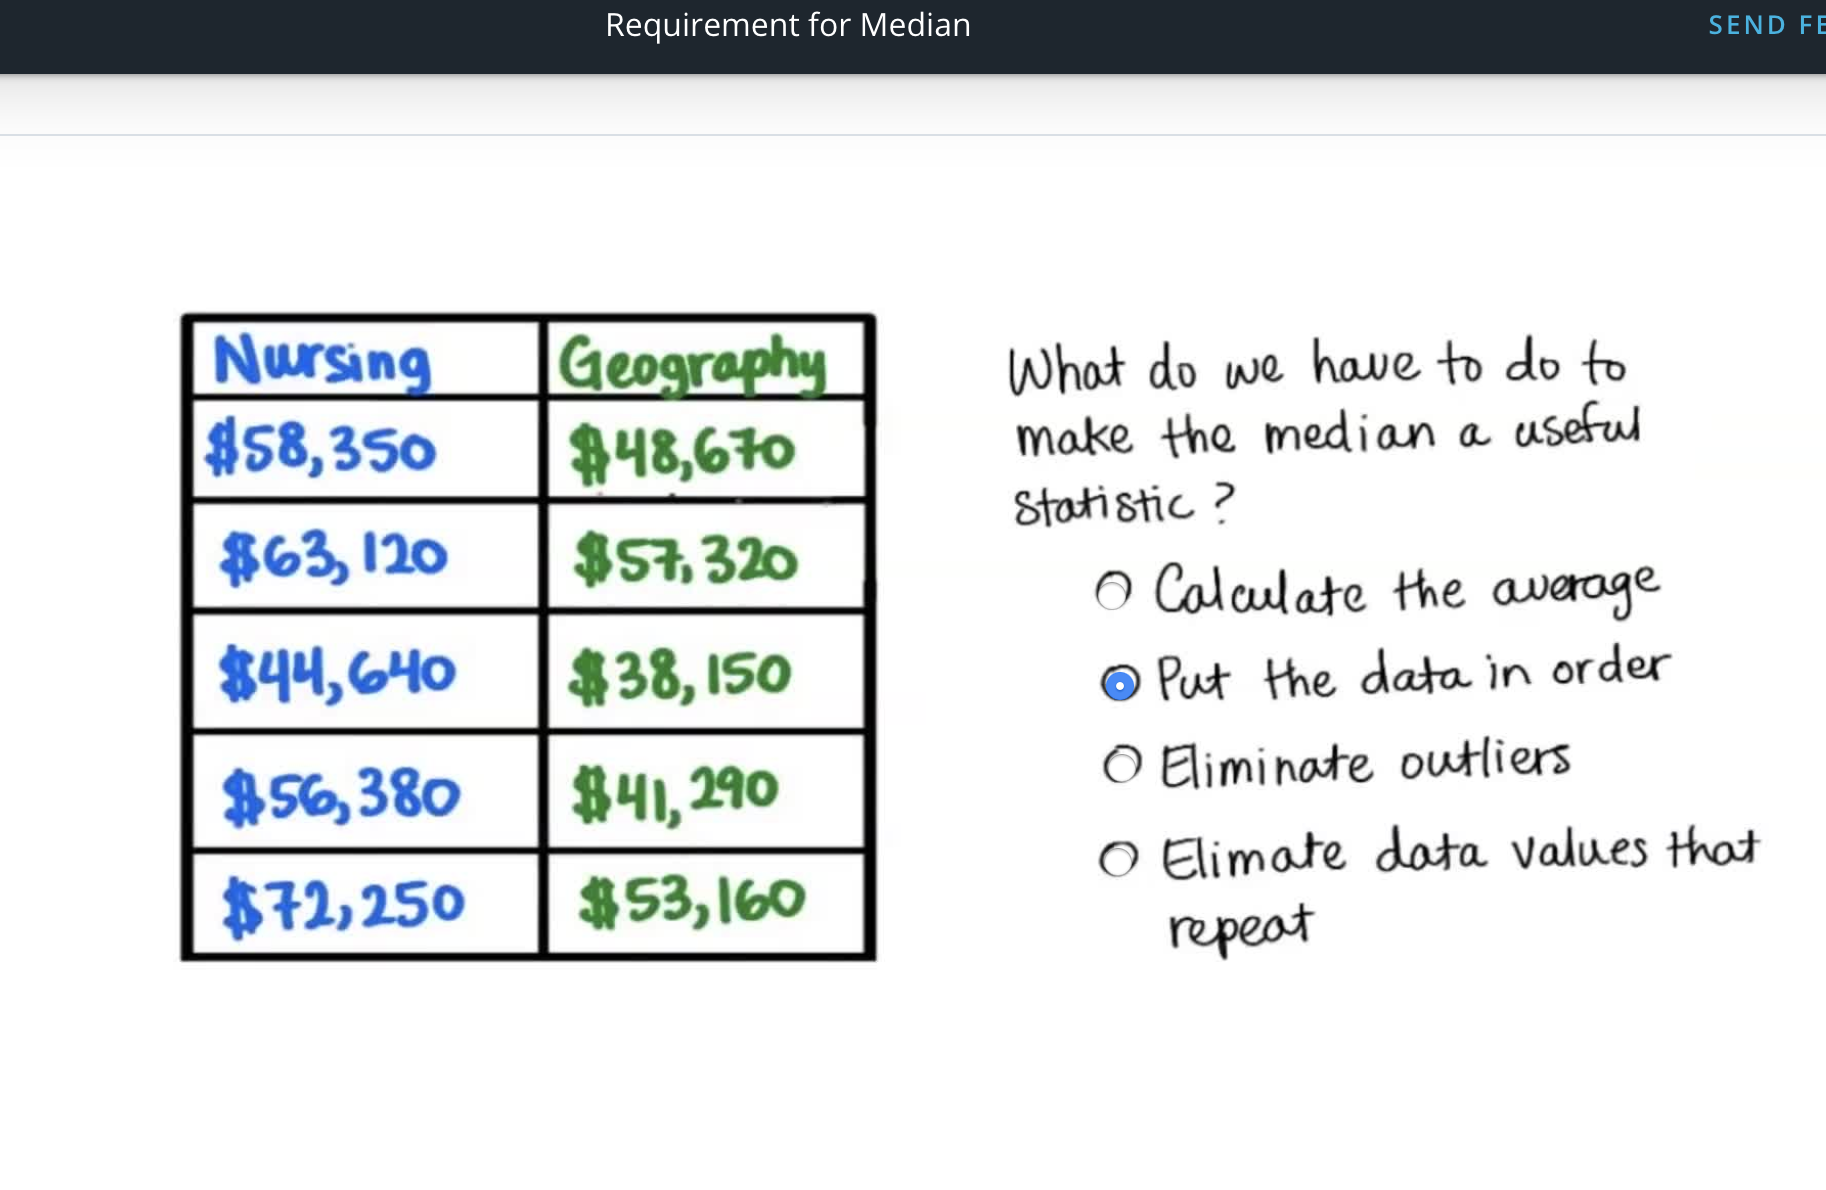 Requirement for Median
SEND FE
Nursing Geography
$58,350 $48,670
$63,120 $57,320
$44,640 $38,150
$56,380 $41,290
$72,250 $53,160
What do we have to do to
make the median a useful
statistic?
Calculate the average
Put the data in order
Eliminate outliers
Elimate data values that
repeat